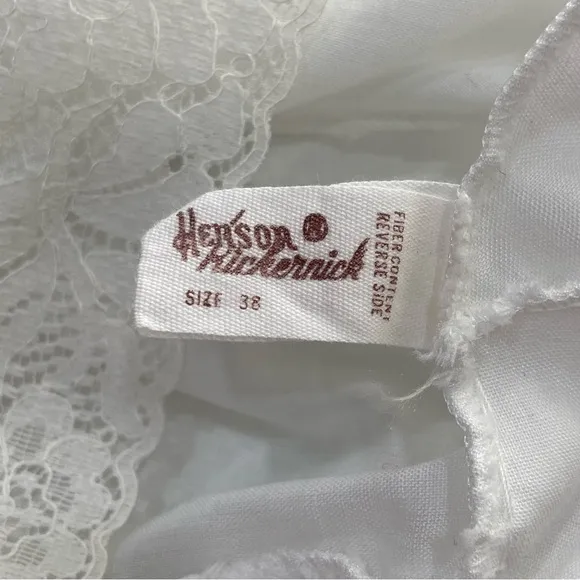 Henson ®
Kickernick
SIZE 38
FIBER CONTENT
REVERSE SIDE